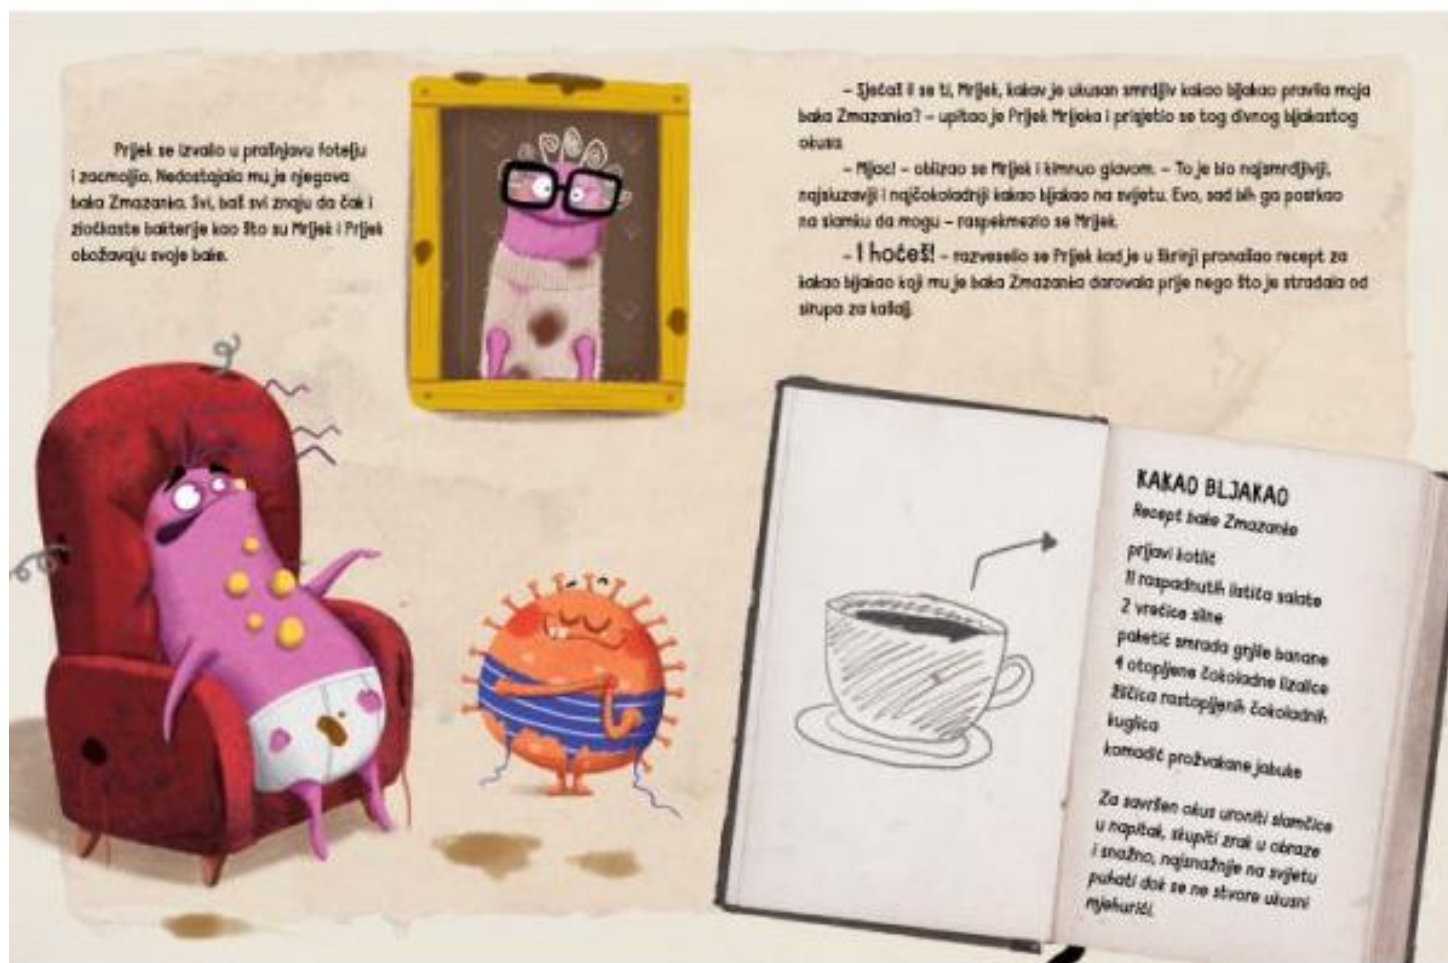 Prljek se izvalio u prašnjavu fotelju
i zacmoljio. Nedostajala mu je njegova
baka Zmazanka. Svi, baš svi znaju da čak i
zločkaste bakterije kao što su Mrljek i Prljek
obožavaju svoje bake.
– Sjećaš li se ti, Mrljek, kakav je ukusan smrdljiv kakao bljakao pravila moja
baka Zmazanka? – upitao je Prljek Mrljeka i prisjetio se tog divnog bljakastog
okusa.
– Mljac! – oblizao se Mrljek i kimnuo glavom. – To je bio najsmrdljiviji,
najsluzaviji i najčokoladniji kakao bljakao na svijetu. Evo, sad bih ga posrkao
na slamku da mogu – raspekmezio se Mrljek.
– I hoćeš! – razveselio se Prljek kad je u škrinji pronašao recept za
kakao bljakao koji mu je baka Zmazanka darovala prije nego što je stradala od
sirupa za kašalj.
KAKAO BLJAKAO
Recept bake Zmazanke
prljavi kotlić
11 raspadnutih listića salate
2 vrećice sline
paketić smrada gnjile banane
4 otopljene čokoladne lizalice
žličica rastopljenih čokoladnih
kuglica
komadić prožvakane jabuke
Za savršen okus uroniti slamčice
u napitak, skupiti zrak u obraze
i snažno, najsnažnije na svijetu
puhati dok se ne stvore ukusni
mjehurići.